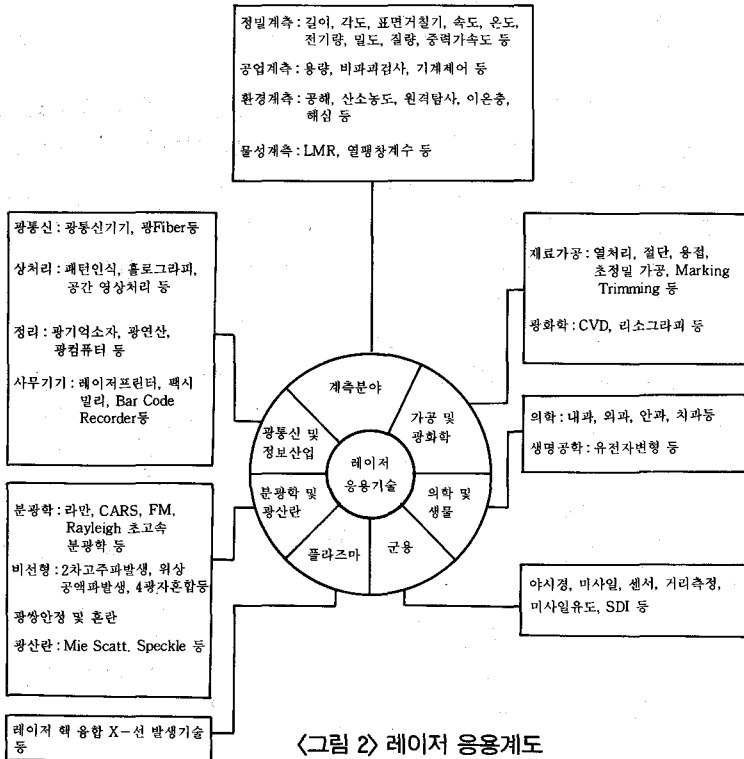 정밀계측 : 길이, 각도, 표면거칠기, 속도, 온도,
전기량, 밀도, 질량, 중력가속도 등
공업계측 : 용량, 비파괴검사, 기계제어 등
환경계측 : 공해, 산소농도, 원격탐사, 이온층,
해심 등
물성계측 : LMR, 열팽창계수 등
광통신 : 광통신기기, 광Fiber등
상처리 : 패턴인식, 홀로그라피,
공간 영상처리 등
정리 : 광기억소자, 광연산,
광컴퓨터 등
사무기기 : 레이저프린터, 팩시
밀리, Bar Code
Recorder등
재료가공 : 열처리, 절단, 용접,
초정밀 가공, Marking
Trimming 등
광화학 : CVD, 리소그라피 등
계측분야
가공 및
광화학
광통신 및
정보산업
레이저
응용기술
분광학 및
광산란
의학 및
생물
플라즈마
군용
의학 : 내과, 외과, 안과, 치과등
생명공학 : 유전자변형 등
분광학 : 라만, CARS, FM,
Rayleigh 초고속
분광학 등
비선형 : 2차고주파발생, 위상
공액파발생, 4광자혼합등
광쌍안정 및 혼란
광산란 : Mie Scatt. Speckle 등
야시경, 미사일, 센서, 거리측정,
미사일유도, SDI 등
레이저 핵 융합 X-선 발생기술
등
〈그림 2〉 레이저 응용계도